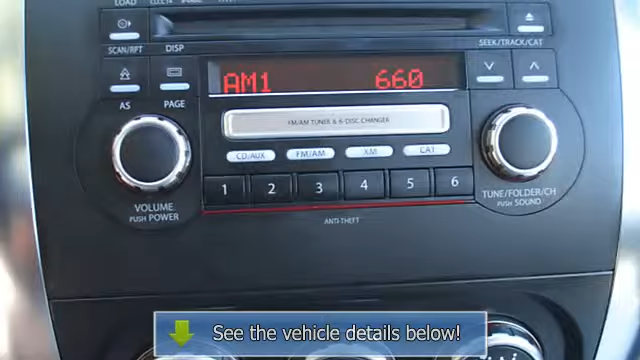 LOAD
SCAN/RPT
DISP
SEEK/TRACK/CAT
AS
PAGE
AM1 660
FM/AM TUNER & 6-DISC CHANGER
CD/AUX FM/AM XM CAT
1 2 3 4 5 6
VOLUME
PUSH POWER
TUNE/FOLDER/CH
PUSH SOUND
ANTI-THEFT
See the vehicle details below!